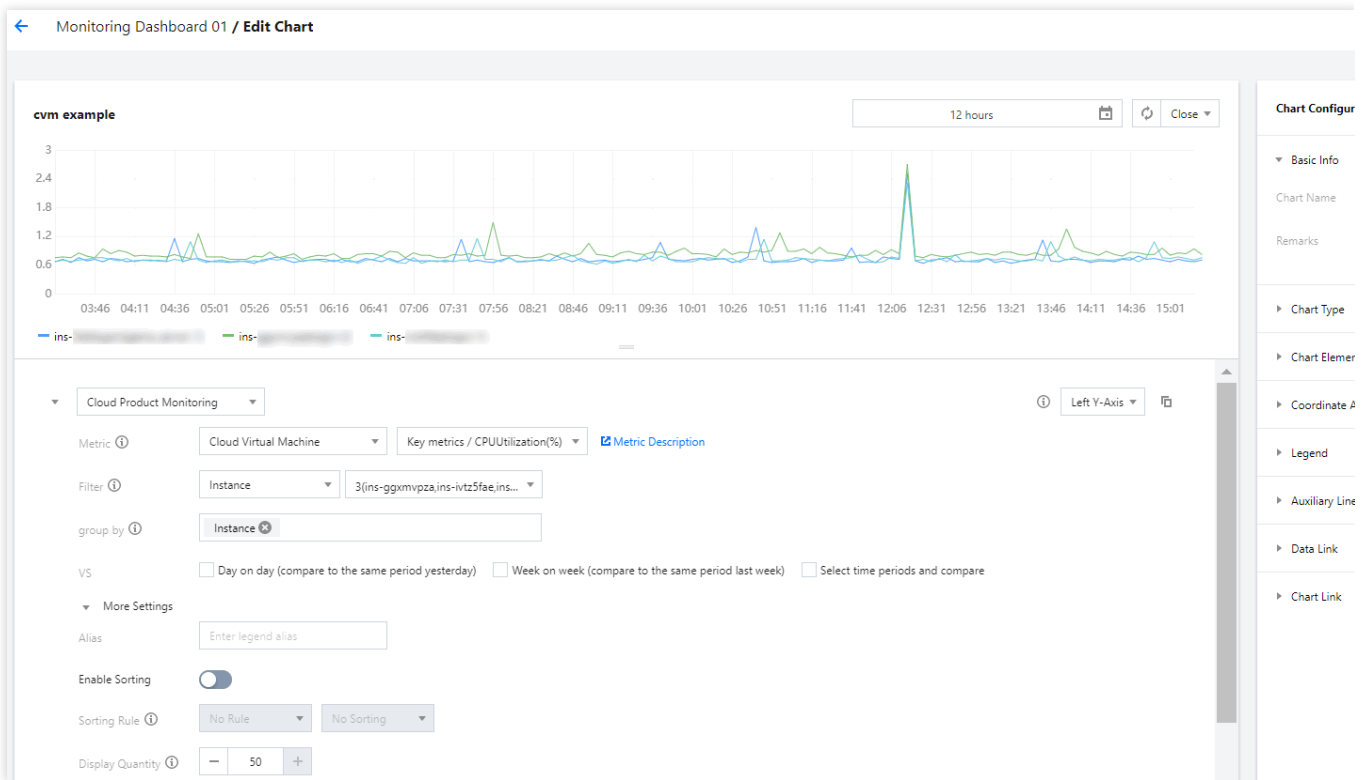 Monitoring Dashboard 01 / Edit Chart
cvm example
12 hours
Close
3
2.4
1.8
1.2
0.6
0
03:46 04:11 04:36 05:01 05:26 05:51 06:16 06:41 07:06 07:31 07:56 08:21 08:46 09:11 09:36 10:01 10:26 10:51 11:16 11:41 12:06 12:31 12:56 13:21 13:46 14:11 14:36 15:01
ins- ins- ins-
Cloud Product Monitoring
Left Y-Axis
Metric
Cloud Virtual Machine
Key metrics / CPUUtilization(%)
Metric Description
Filter
Instance
3(ins-ggxmvpza,ins-ivtz5fae,ins...
group by
Instance
VS
Day on day (compare to the same period yesterday)
Week on week (compare to the same period last week)
Select time periods and compare
More Settings
Alias
Enter legend alias
Enable Sorting
Sorting Rule
No Rule
No Sorting
Display Quantity
50
Chart Configur
Basic Info
Chart Name
Remarks
Chart Type
Chart Elemen
Coordinate A
Legend
Auxiliary Line
Data Link
Chart Link